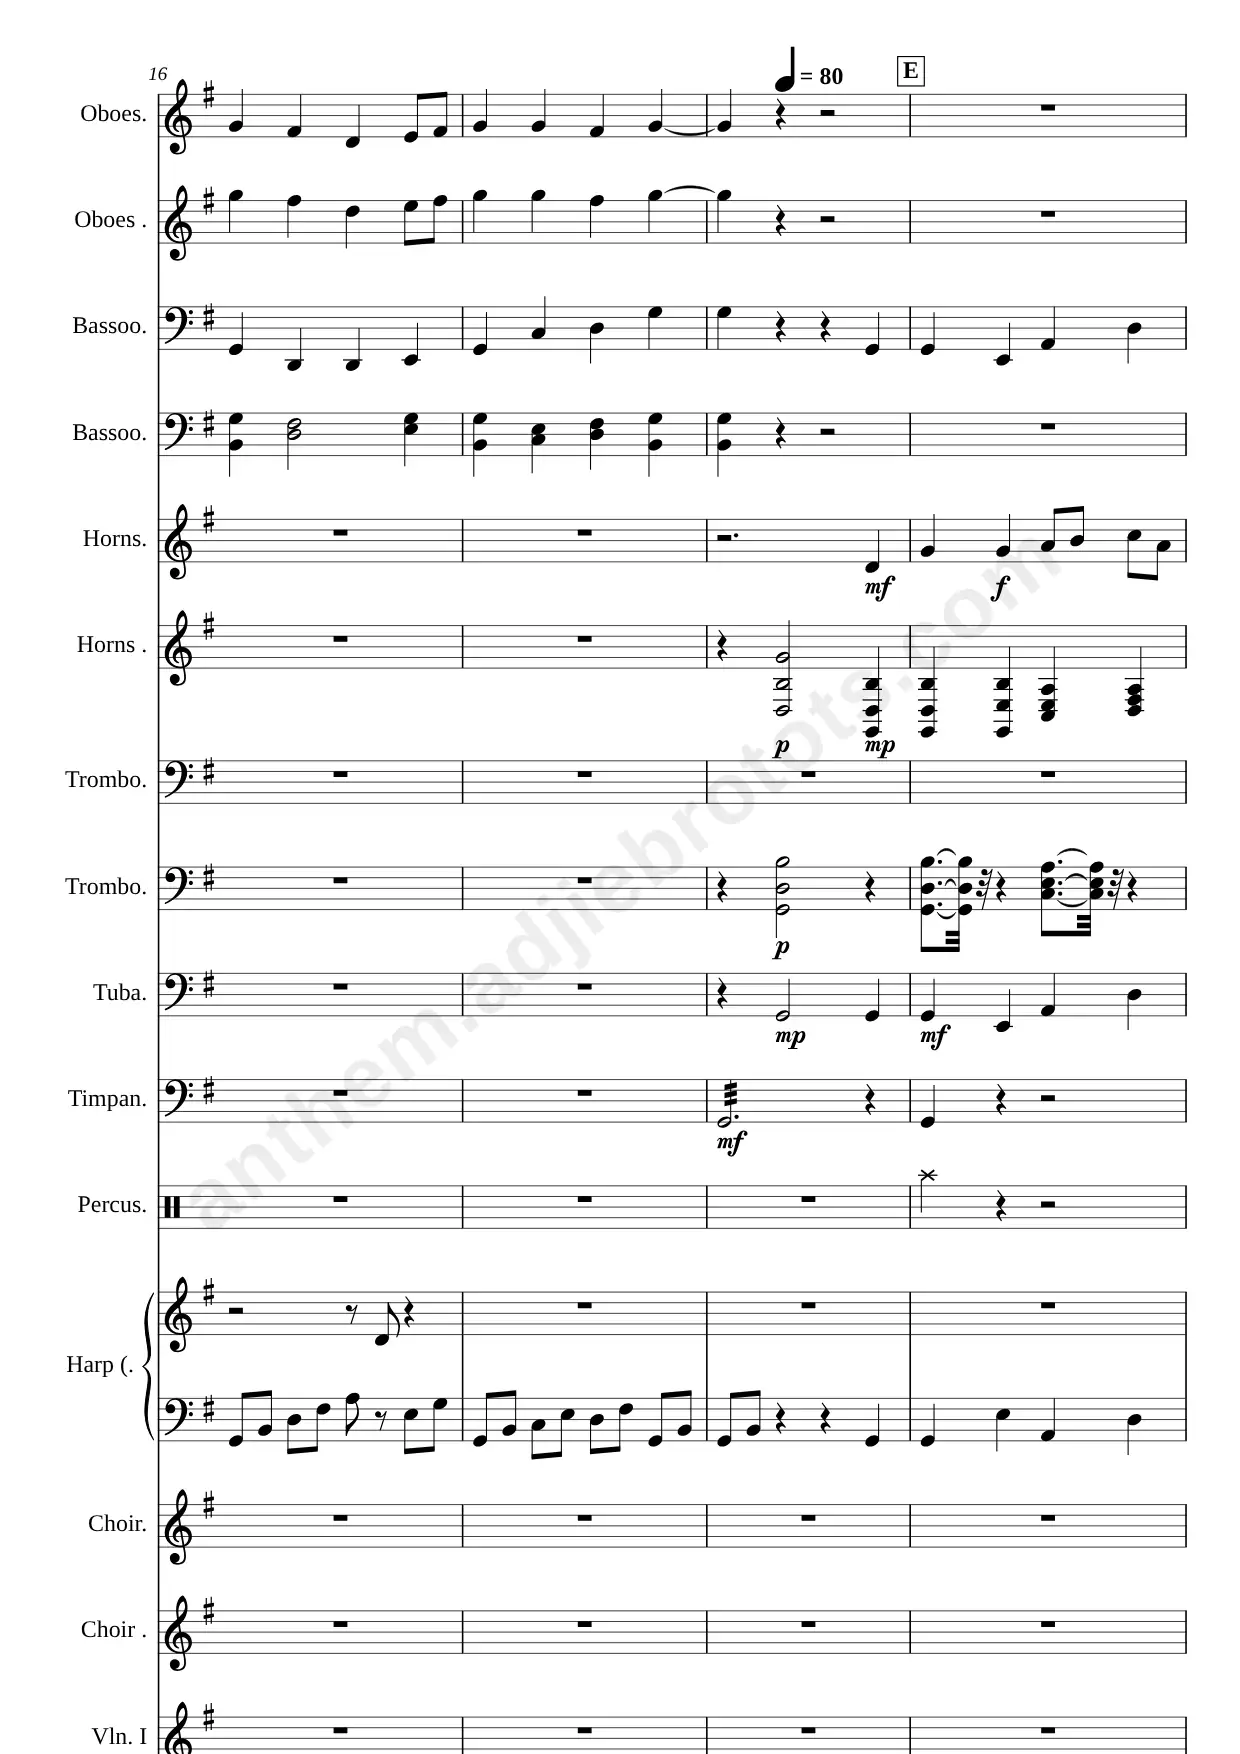 16
= 80
E
Oboes.
Oboes .
Bassoo.
Bassoo.
Horns.
mf
f
Horns .
p
mp
Trombo.
Trombo.
p
Tuba.
mp
mf
Timpan.
mf
Percus.
Harp (.
Choir.
Choir .
Vln. I
anthem.adjiebrotots.com